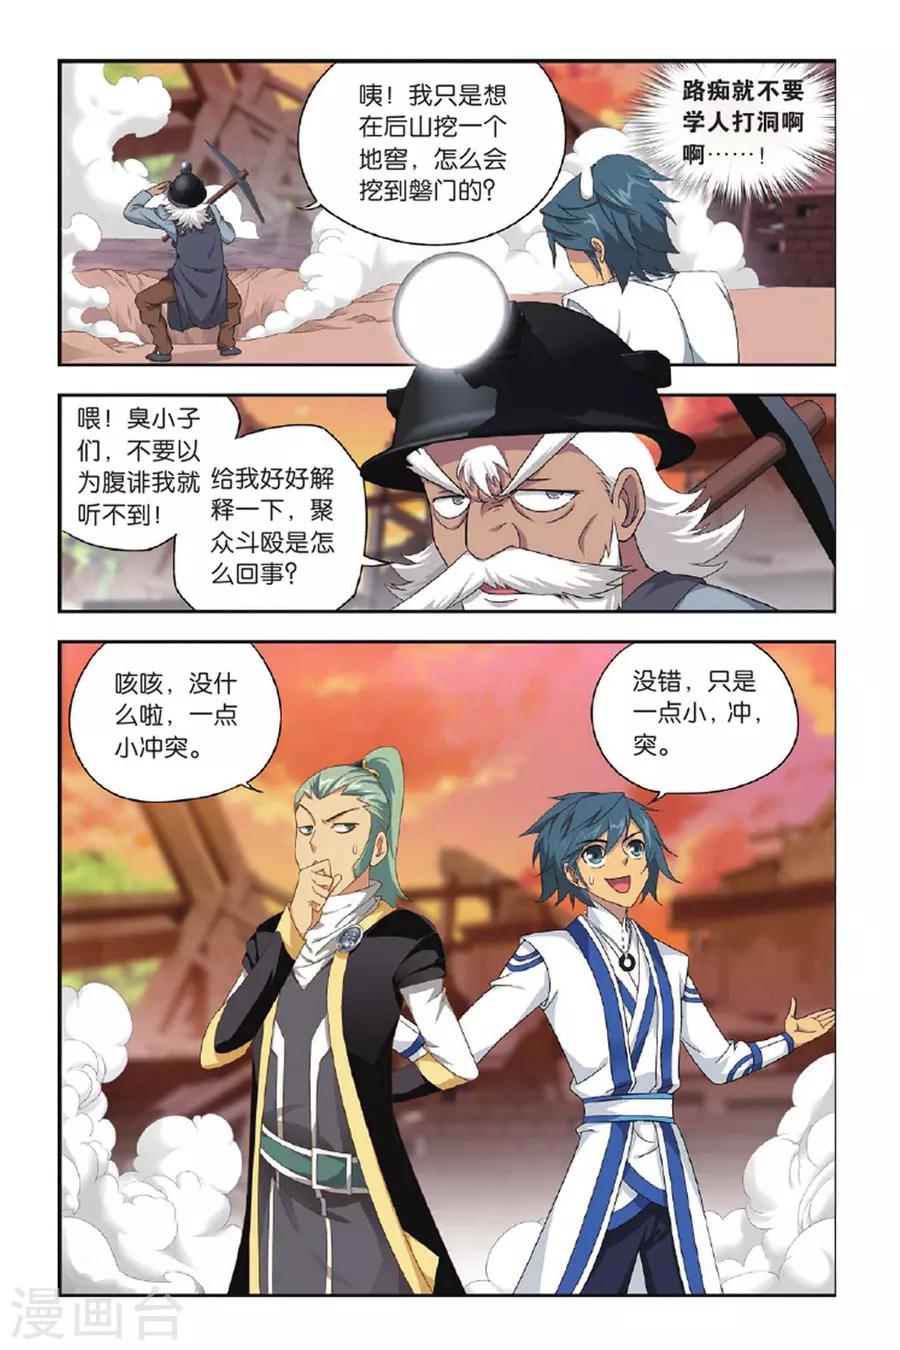 咦！我只是想
在后山挖一个
地窖，怎么会
挖到磐门的？
路痴就不要
学人打洞啊
啊……！
喂！臭小子
们，不要以
为腹诽我就
听不到！
给我好好解
释一下，聚
众斗殴是怎
么回事？
咳咳，没什
么啦，一点
小冲突。
没错，只是
一点小，冲，
突。
漫画台